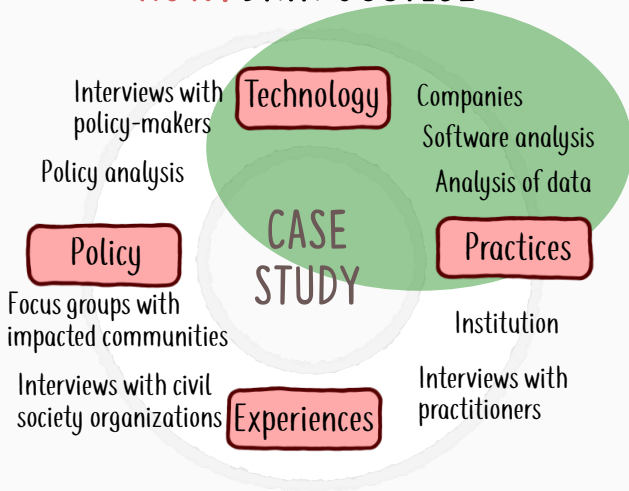 Interviews with
policy-makers
Technology
Companies
Software analysis
Policy analysis
Analysis of data
CASE
STUDY
Policy
Practices
Focus groups with
impacted communities
Institution
Interviews with civil
society organizations
Experiences
Interviews with
practitioners